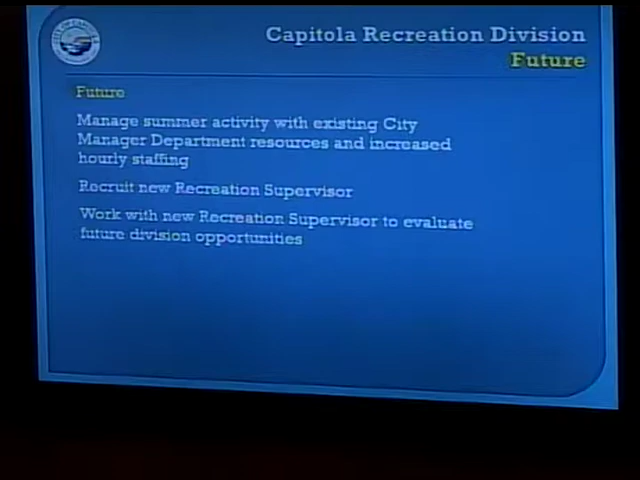 Capitola Recreation Division
Future
Future
Manage summer activity with existing City
Manager Department resources and increased
hourly staffing
Recruit new Recreation Supervisor
Work with new Recreation Supervisor to evaluate
future division opportunities